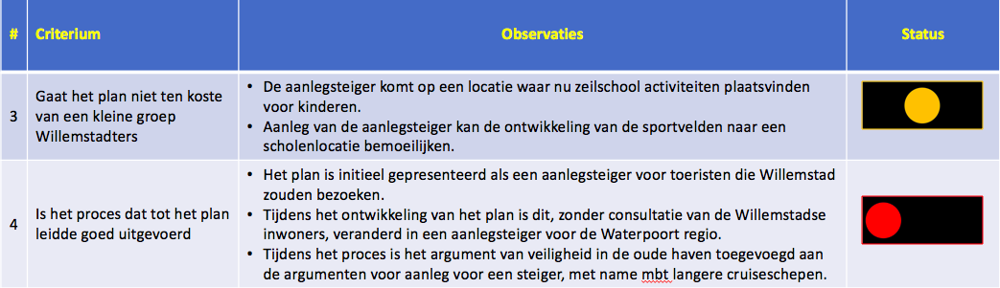 # Criterium Observaties Status
3
Gaat het plan niet ten koste
van een kleine groep
Willemstadters
• De aanlegsteiger komt op een locatie waar nu zeilschool activiteiten plaatsvinden
voor kinderen.
• Aanleg van de aanlegsteiger kan de ontwikkeling van de sportvelden naar een
scholenlocatie bemoeilijken.
4
Is het proces dat tot het plan
leidde goed uitgevoerd
• Het plan is initieel gepresenteerd als een aanlegsteiger voor toeristen die Willemstad
zouden bezoeken.
• Tijdens het ontwikkeling van het plan is dit, zonder consultatie van de Willemstadse
inwoners, veranderd in een aanlegsteiger voor de Waterpoort regio.
• Tijdens het proces is het argument van veiligheid in de oude haven toegevoegd aan
de argumenten voor aanleg voor een steiger, met name mbt langere cruiseschepen.